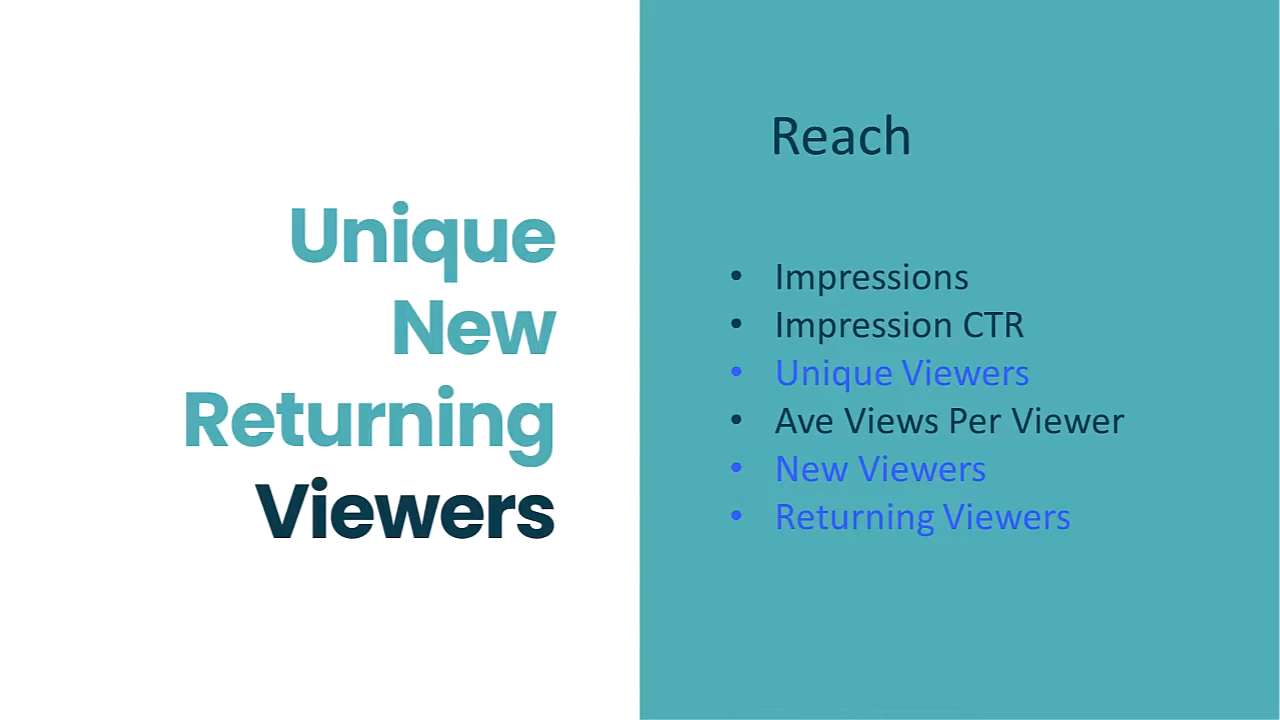 Unique
New
Returning
Viewers
Reach
• Impressions
• Impression CTR
• Unique Viewers
• Ave Views Per Viewer
• New Viewers
• Returning Viewers